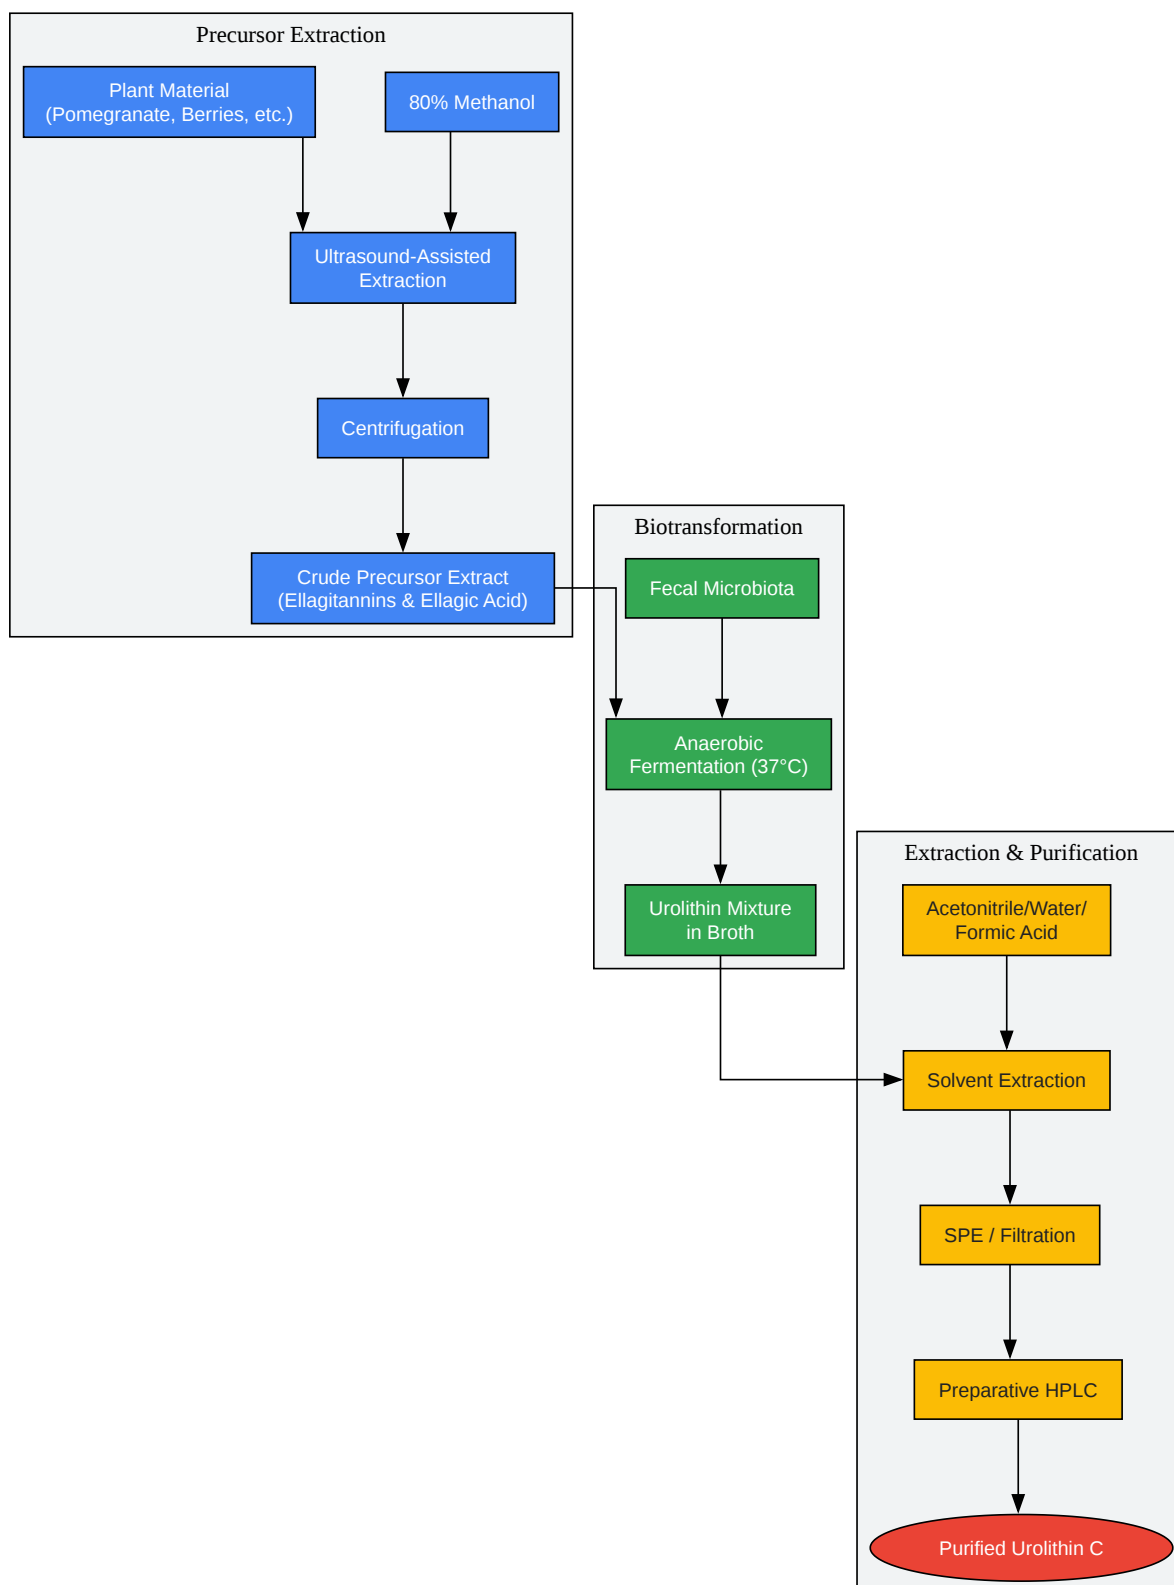 Precursor Extraction
Plant Material
(Pomegranate, Berries, etc.)
80% Methanol
Ultrasound-Assisted
Extraction
Centrifugation
Crude Precursor Extract
(Ellagitannins & Ellagic Acid)
Biotransformation
Fecal Microbiota
Anaerobic
Fermentation (37°C)
Urolithin Mixture
in Broth
Extraction & Purification
Acetonitrile/Water/
Formic Acid
Solvent Extraction
SPE / Filtration
Preparative HPLC
Purified Urolithin C